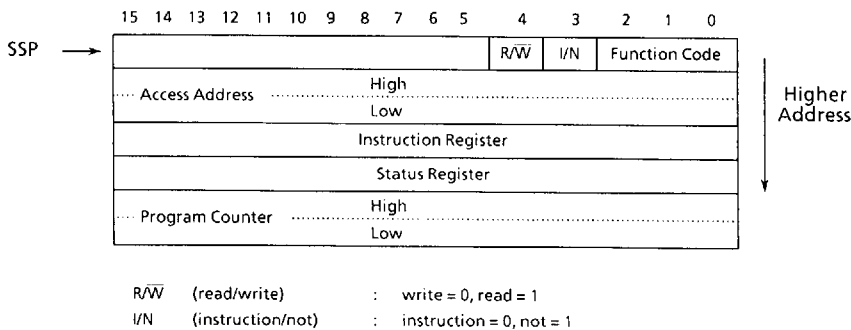 15 14 13 12 11 10 9 8 7 6 5 4 3 2 1 0
SSP R/W̅ I/N Function Code
High
Access Address
Low
Higher
Address
Instruction Register
Status Register
High
Program Counter
Low
R/W̅ (read/write) : write = 0, read = 1
I/N (instruction/not) : instruction = 0, not = 1